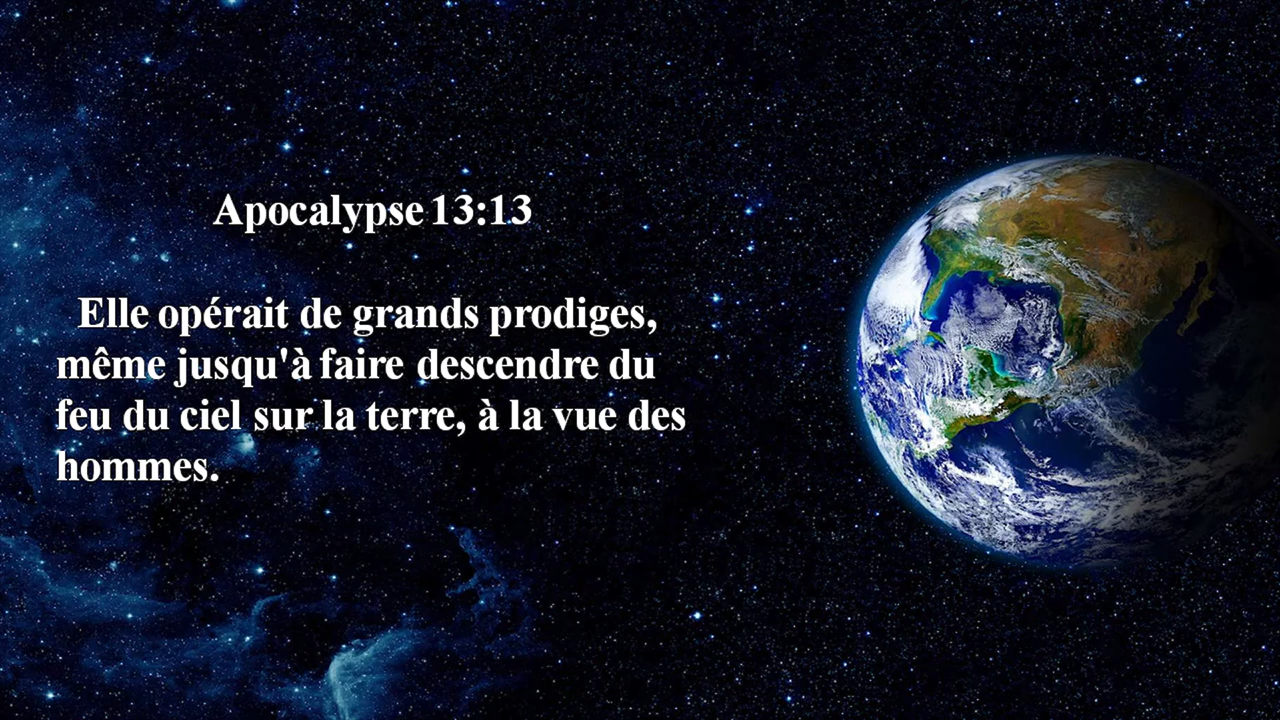 Apocalypse 13:13
Elle opérait de grands prodiges,
même jusqu'à faire descendre du
feu du ciel sur la terre, à la vue des
hommes.